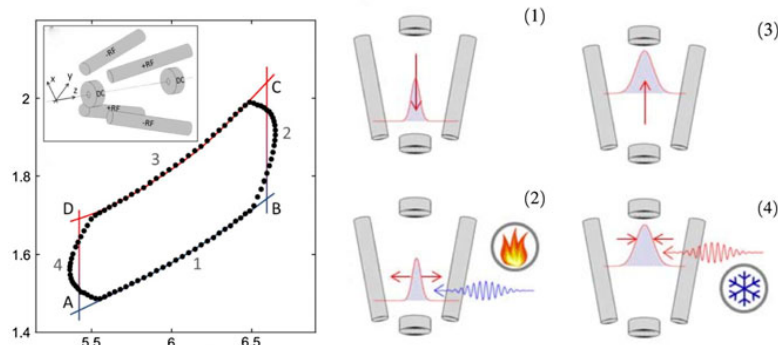 -RF
+RF
x
y
z
DC
DC
+RF
-RF
2
1.8
1.6
1.4
5.5
6
6.5
A
B
C
D
1
2
3
4
(1)
(3)
(2)
(4)